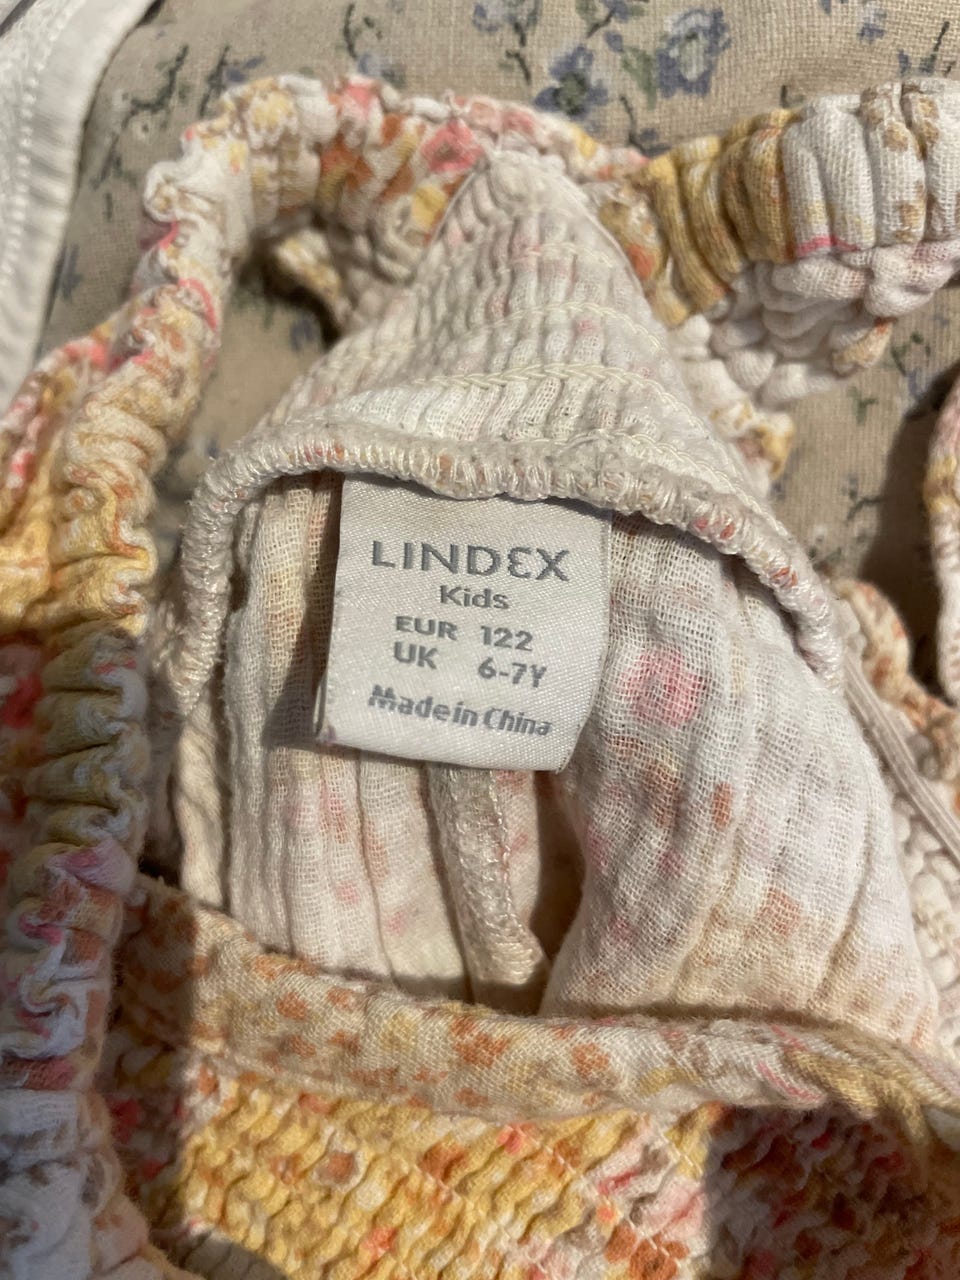 LINDEX
Kids
EUR 122
UK 6-7Y
Made in China